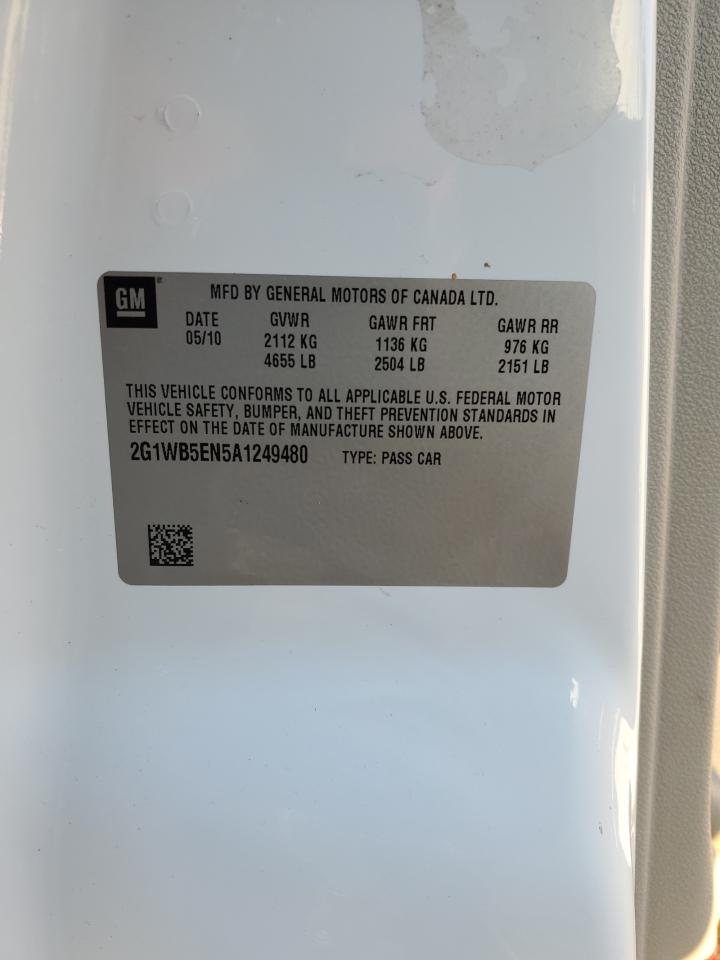 GM
MFD BY GENERAL MOTORS OF CANADA LTD.
DATE GVWR GAWR FRT GAWR RR
05/10 2112 KG 1136 KG 976 KG
4655 LB 2504 LB 2151 LB
THIS VEHICLE CONFORMS TO ALL APPLICABLE U.S. FEDERAL MOTOR
VEHICLE SAFETY, BUMPER, AND THEFT PREVENTION STANDARDS IN
EFFECT ON THE DATE OF MANUFACTURE SHOWN ABOVE.
2G1WB5EN5A1249480 TYPE: PASS CAR